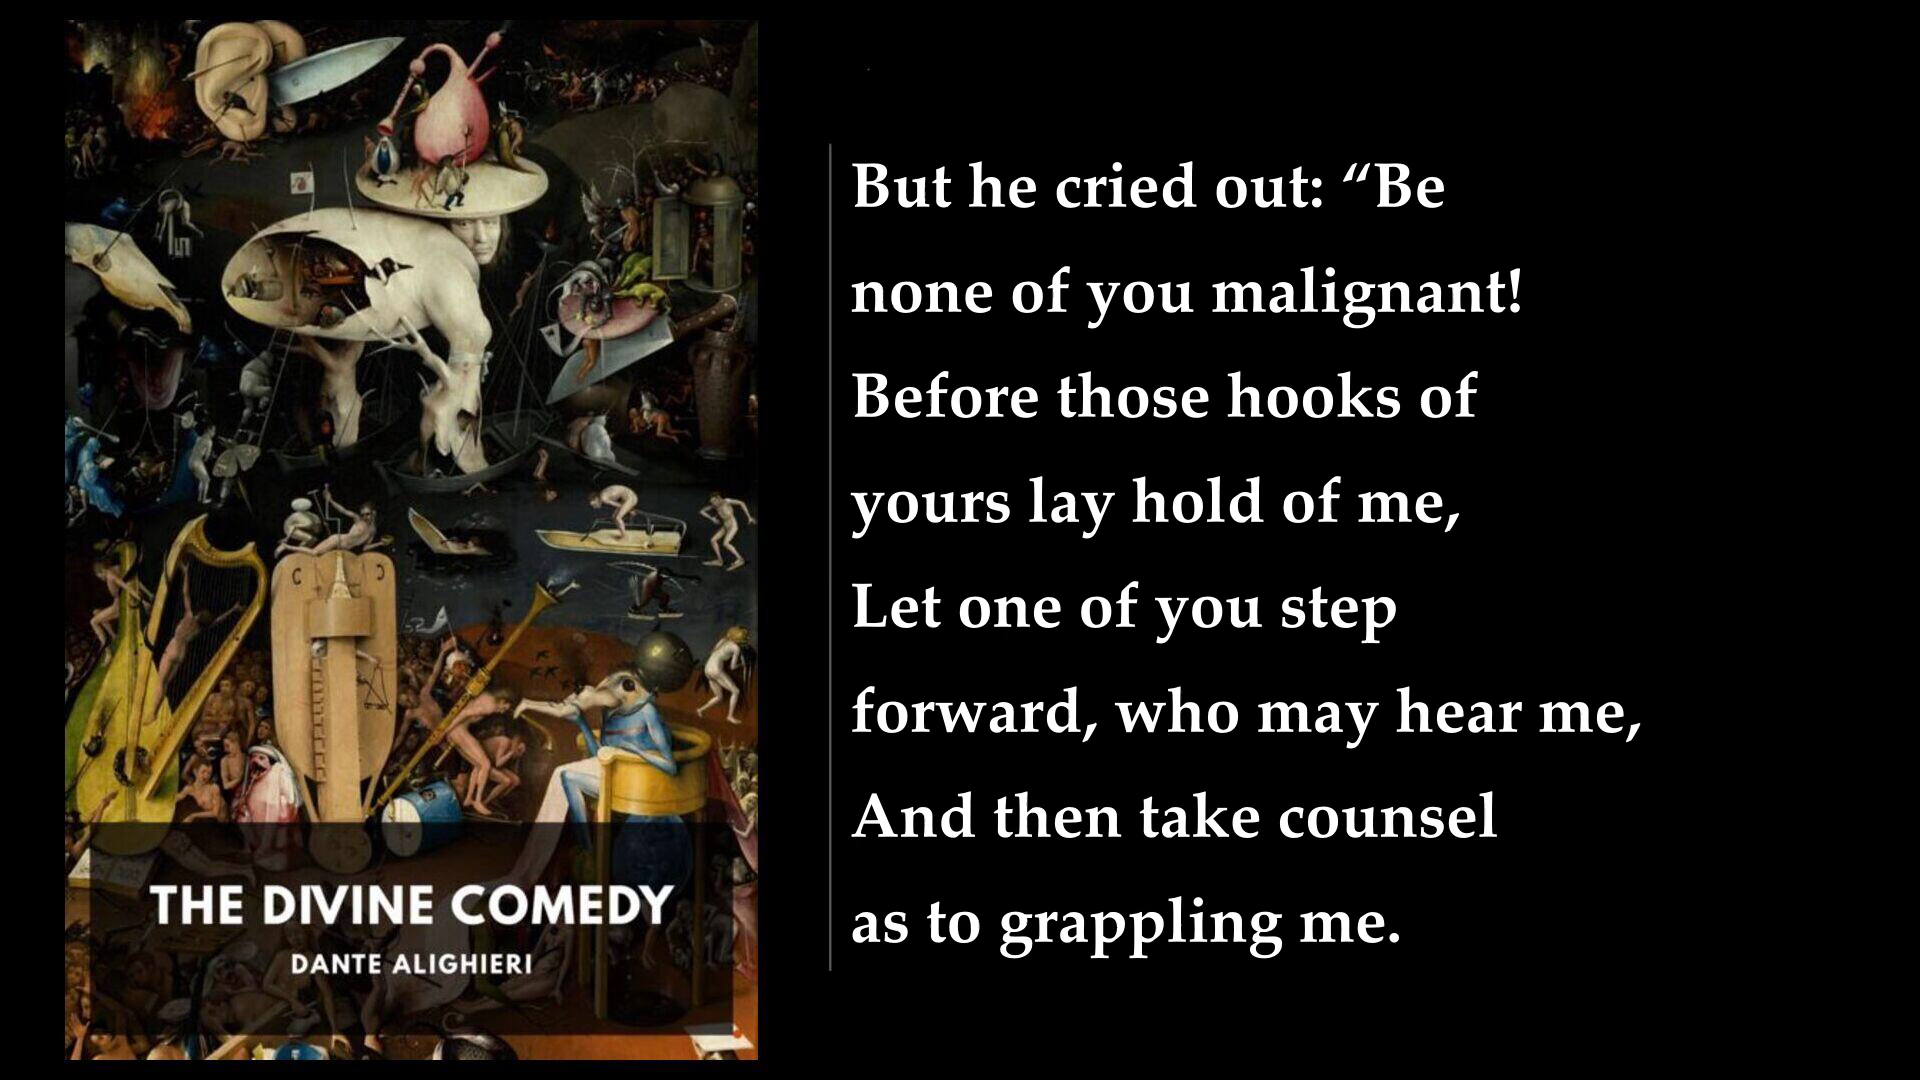 THE DIVINE COMEDY
DANTE ALIGHIERI
But he cried out: “Be
none of you malignant!
Before those hooks of
yours lay hold of me,
Let one of you step
forward, who may hear me,
And then take counsel
as to grappling me.